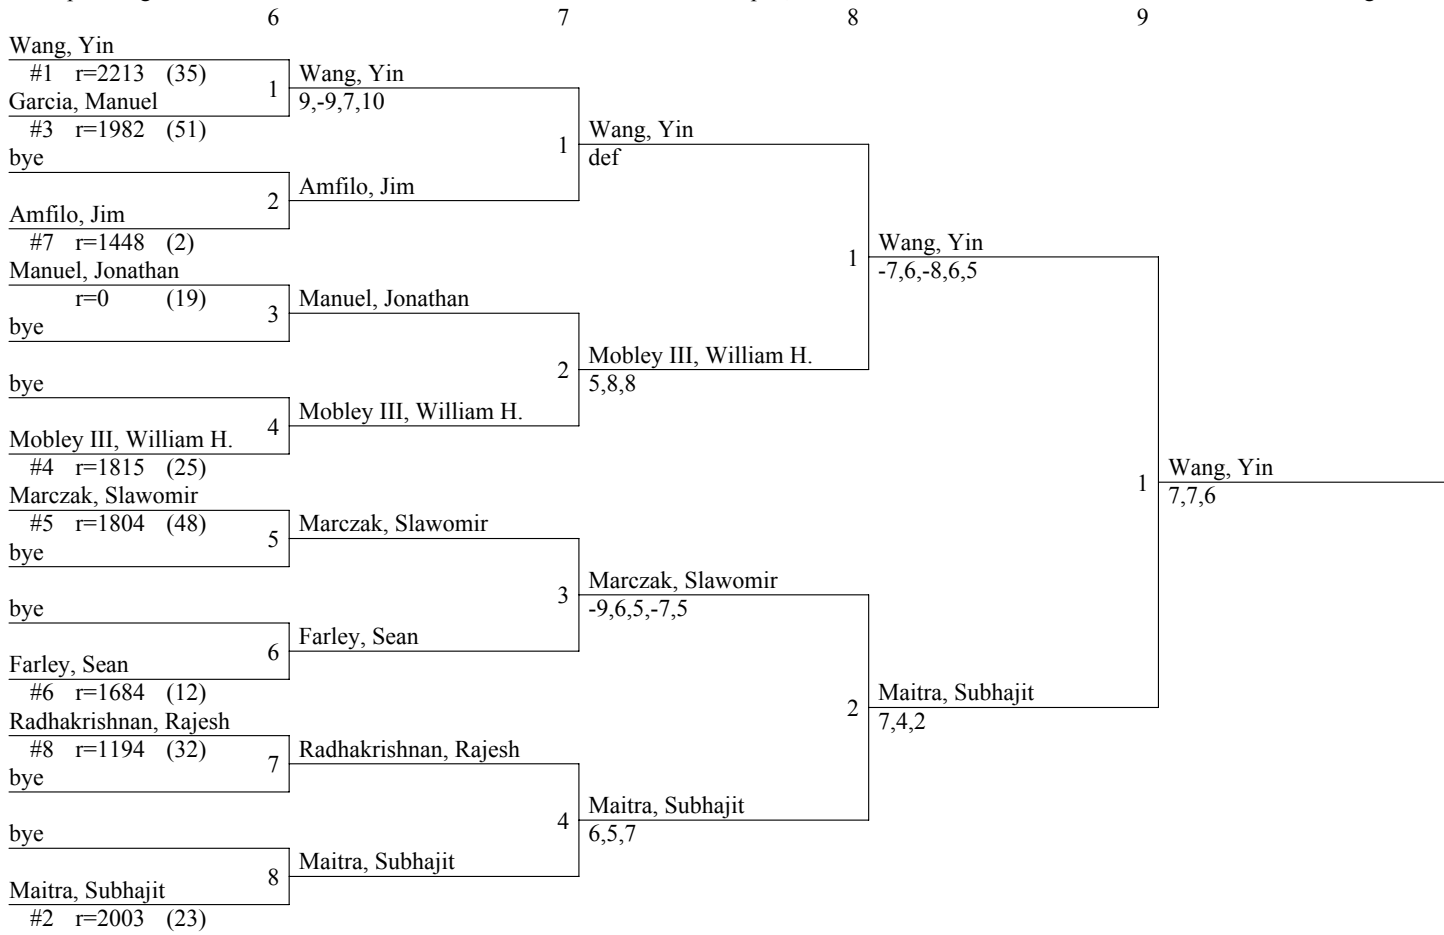 6 7 8 9
Wang, Yin
#1 r=2213 (35)
1
Wang, Yin
9,-9,7,10
Garcia, Manuel
#3 r=1982 (51)
1
Wang, Yin
def
bye
2
Amfilo, Jim
Amfilo, Jim
#7 r=1448 (2)
1
Wang, Yin
-7,6,-8,6,5
Manuel, Jonathan
r=0 (19)
3
Manuel, Jonathan
bye
2
Mobley III, William H.
5,8,8
bye
4
Mobley III, William H.
Mobley III, William H.
#4 r=1815 (25)
1
Wang, Yin
7,7,6
Marczak, Slawomir
#5 r=1804 (48)
5
Marczak, Slawomir
bye
3
Marczak, Slawomir
-9,6,5,-7,5
bye
6
Farley, Sean
Farley, Sean
#6 r=1684 (12)
2
Maitra, Subhajit
7,4,2
Radhakrishnan, Rajesh
#8 r=1194 (32)
7
Radhakrishnan, Rajesh
bye
4
Maitra, Subhajit
6,5,7
bye
8
Maitra, Subhajit
Maitra, Subhajit
#2 r=2003 (23)